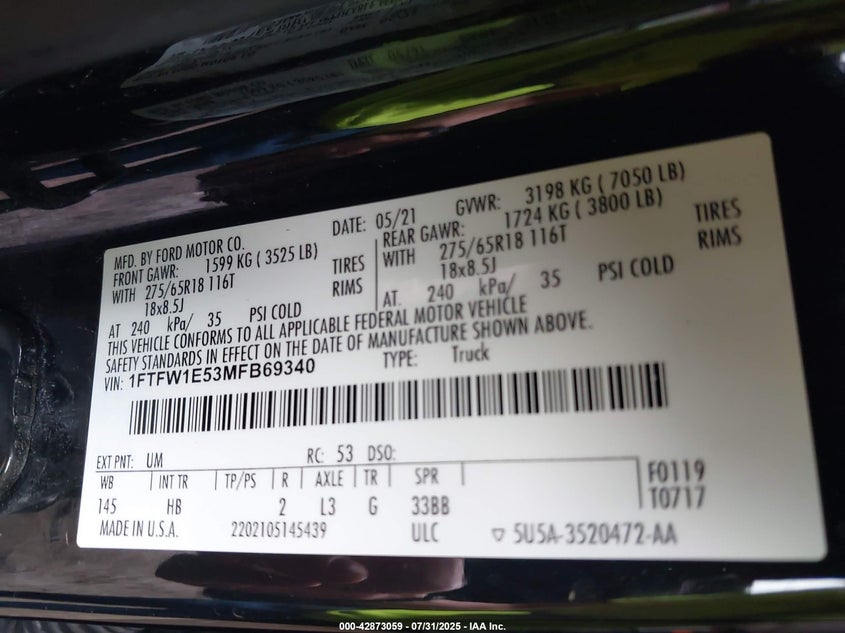 MFD. BY FORD MOTOR CO. DATE: 05/21 GVWR: 3198 KG ( 7050 LB)
FRONT GAWR: 1599 KG ( 3525 LB) REAR GAWR: 1724 KG ( 3800 LB)
WITH 275/65R18 116T TIRES WITH 275/65R18 116T TIRES
18x8.5J RIMS 18x8.5J RIMS
AT 240 kPa/ 35 PSI COLD AT. 240 kPa/ 35 PSI COLD
THIS VEHICLE CONFORMS TO ALL APPLICABLE FEDERAL MOTOR VEHICLE
SAFETY STANDARDS IN EFFECT ON THE DATE OF MANUFACTURE SHOWN ABOVE.
VIN: 1FTFW1E53MFB69340 TYPE: Truck
EXT PNT: UM RC: 53 DSO:
WB INT TR TP/PS R AXLE TR SPR F0119
145 HB 2 L3 G 33BB T0717
MADE IN U.S.A. 2202105145439 ULC ▽ 5U5A-3520472-AA
000-42873059 - 07/31/2025 - IAA Inc.